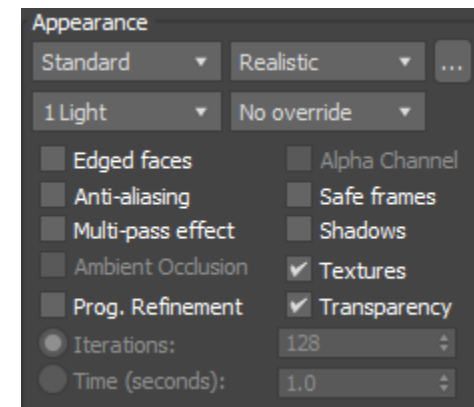 Appearance
Standard Realistic ...
1 Light No override
Edged faces Alpha Channel
Anti-aliasing Safe frames
Multi-pass effect Shadows
Ambient Occlusion Textures
Prog. Refinement Transparency
Iterations: 128
Time (seconds): 1.0